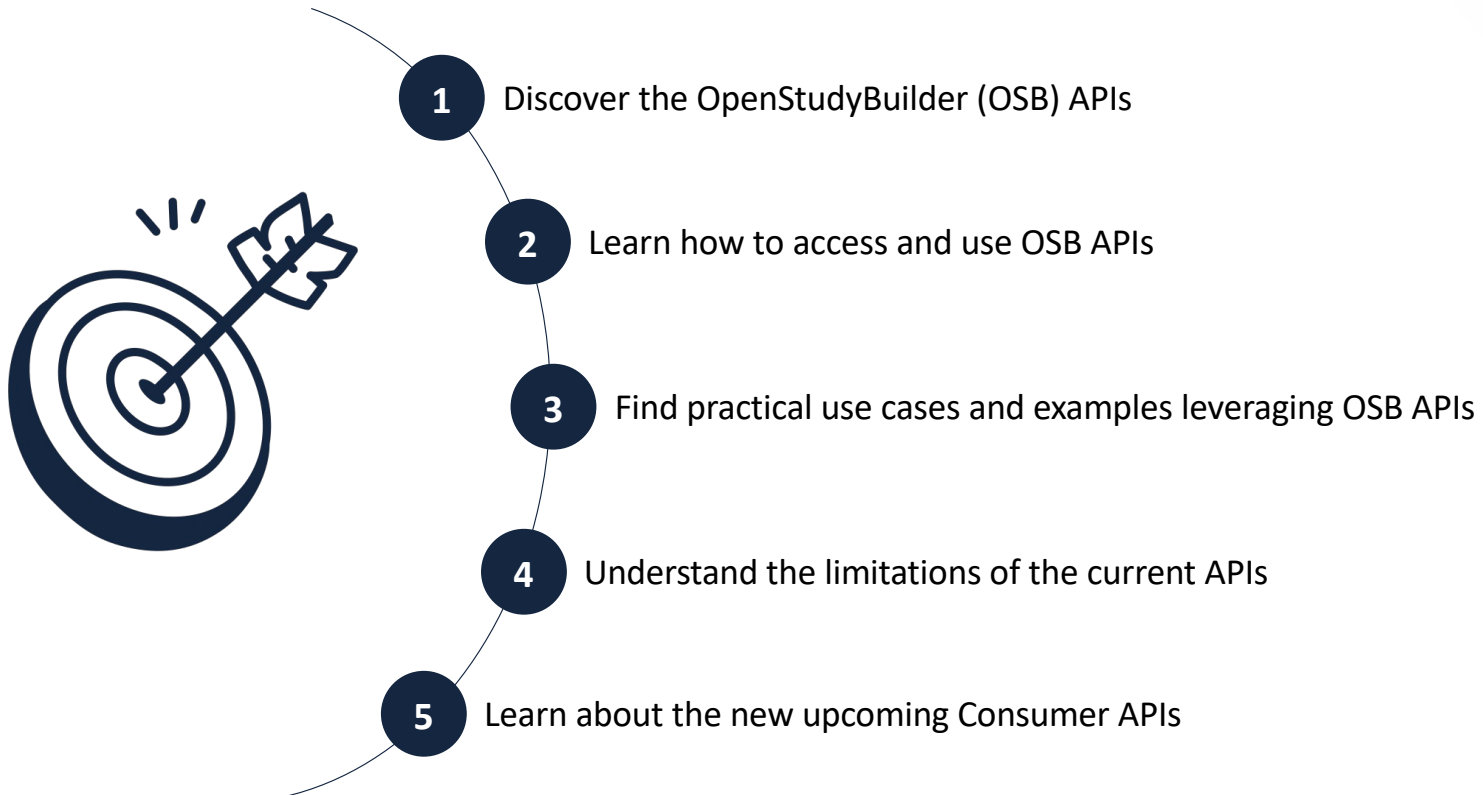 1 Discover the OpenStudyBuilder (OSB) APIs
2 Learn how to access and use OSB APIs
3 Find practical use cases and examples leveraging OSB APIs
4 Understand the limitations of the current APIs
5 Learn about the new upcoming Consumer APIs